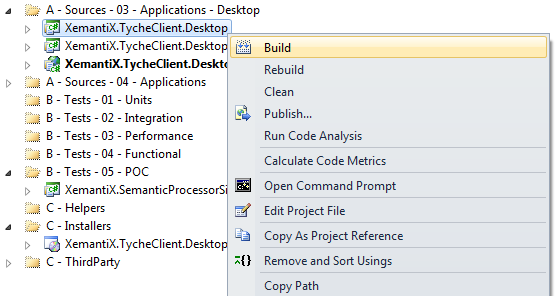 A - Sources - 03 - Applications - Desktop
XemantiX.TycheClient.Desktop
XemantiX.TycheClient.Desktop
XemantiX.TycheClient.Deskto
A - Sources - 04 - Applications
B - Tests - 01 - Units
B - Tests - 02 - Integration
B - Tests - 03 - Performance
B - Tests - 04 - Functional
B - Tests - 05 - POC
XemantiX.SemanticProcessorSi
C - Helpers
C - Installers
XemantiX.TycheClient.Desktop
C - ThirdParty
Build
Rebuild
Clean
Publish...
Run Code Analysis
Calculate Code Metrics
Open Command Prompt
Edit Project File
Copy As Project Reference
Remove and Sort Usings
Copy Path